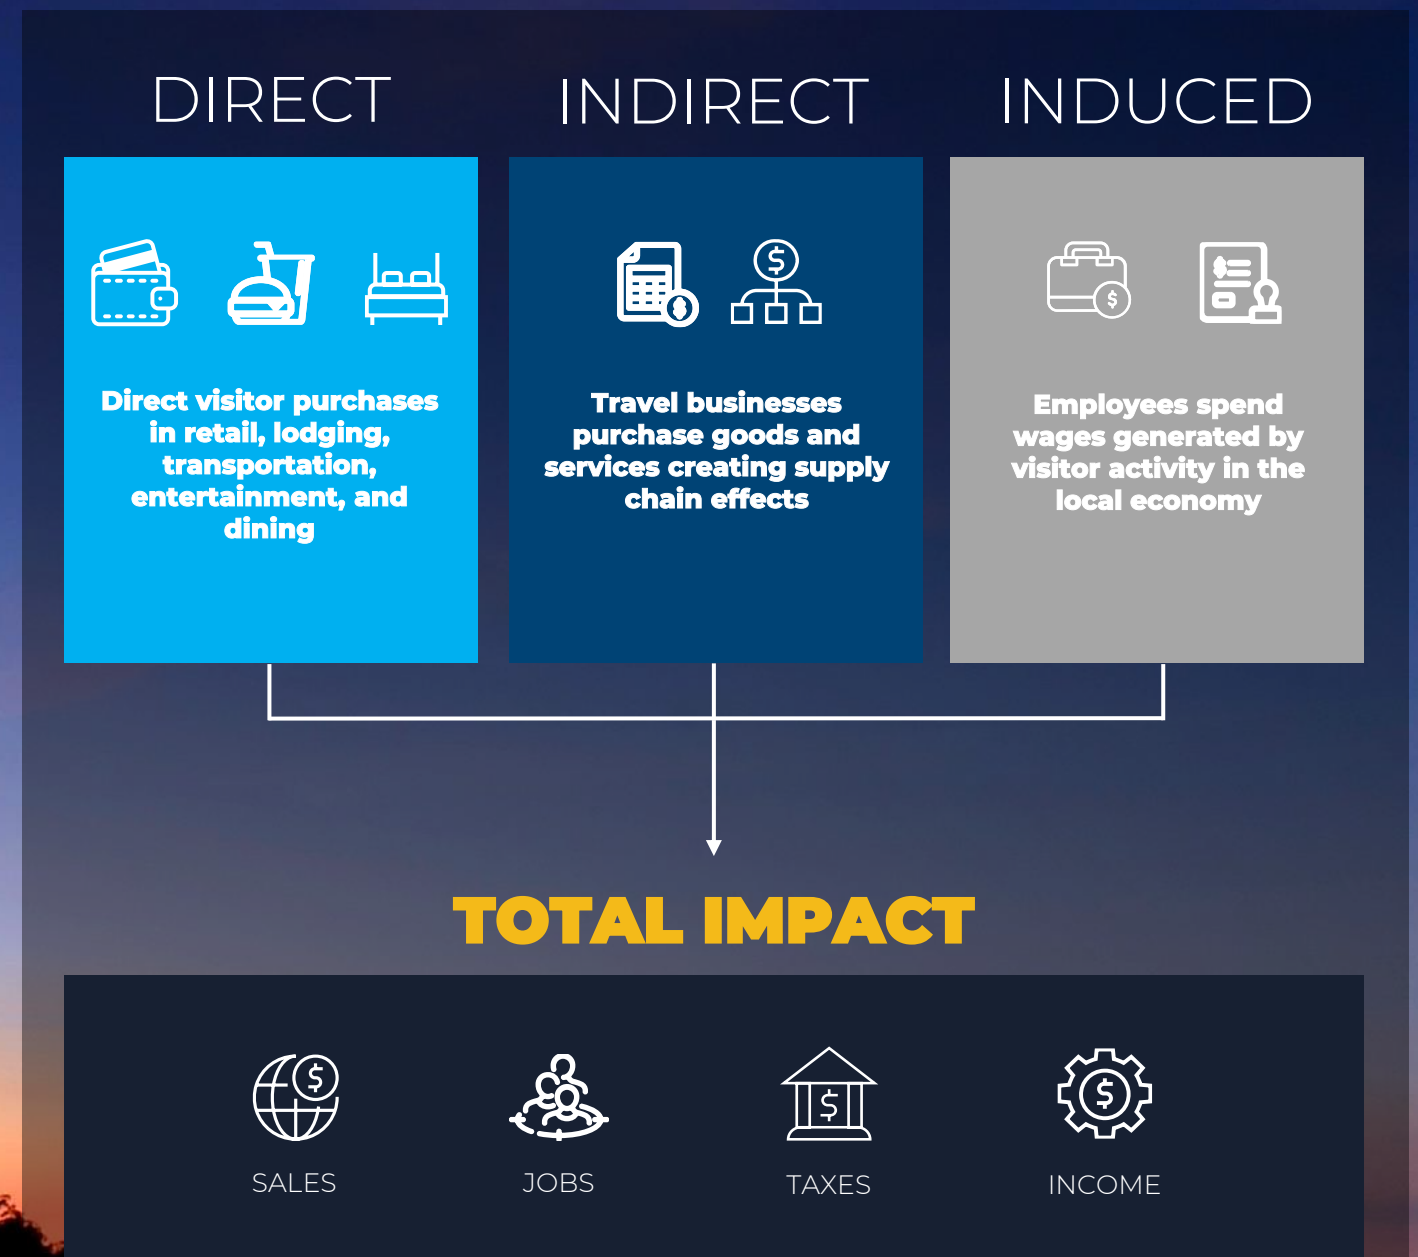 DIRECT
INDIRECT
INDUCED
Direct visitor purchases
in retail, lodging,
transportation,
entertainment, and
dining
Travel businesses
purchase goods and
services creating supply
chain effects
Employees spend
wages generated by
visitor activity in the
local economy
TOTAL IMPACT
SALES
JOBS
TAXES
INCOME